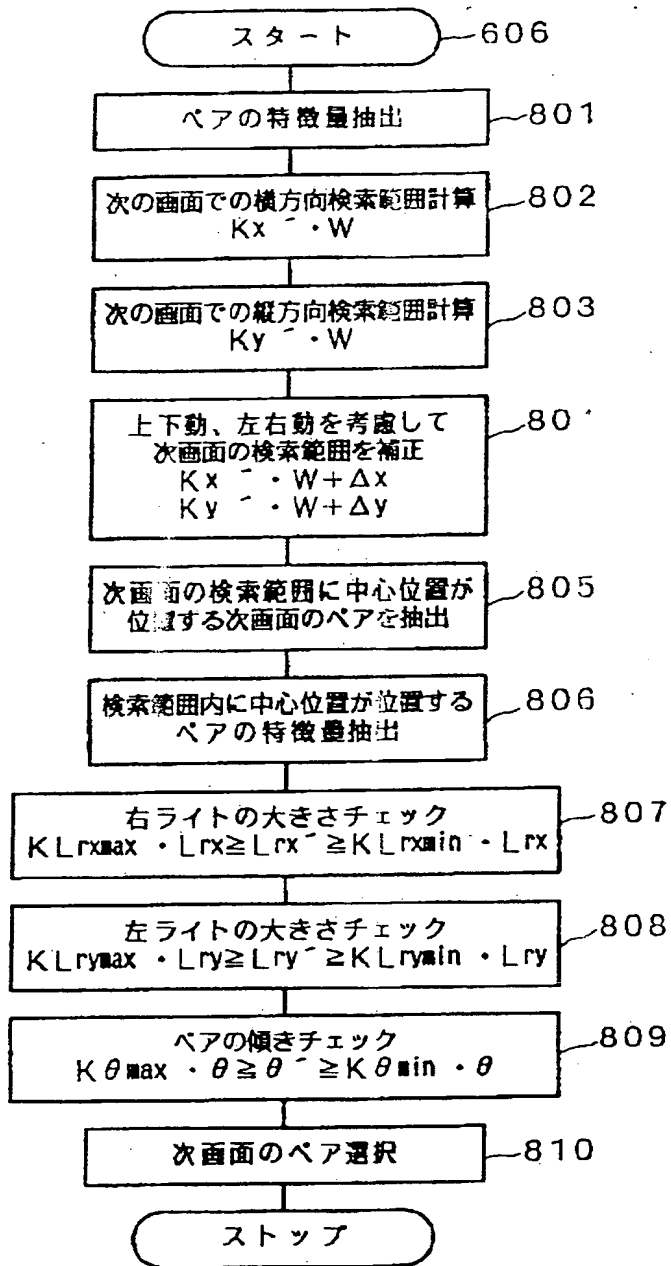 スタート 606
ペアの特徴量抽出 801
次の画面での横方向検索範囲計算 802
Kx´・W
次の画面での縦方向検索範囲計算 803
Ky´・W
上下動、左右動を考慮して 80
次画面の検索範囲を補正
Kx´・W+Δx
Ky´・W+Δy
次画面の検索範囲に中心位置が 805
位置する次画面のペアを抽出
検索範囲内に中心位置が位置する 806
ペアの特徴量抽出
右ライトの大きさチェック 807
KLrxmax・Lrx≧Lrx´≧KLrxmin・Lrx
左ライトの大きさチェック 808
KLrymax・Lry≧Lry´≧KLrymin・Lry
ペアの傾きチェック 809
Kθmax・θ≧θ´≧Kθmin・θ
次画面のペア選択 810
ストップ